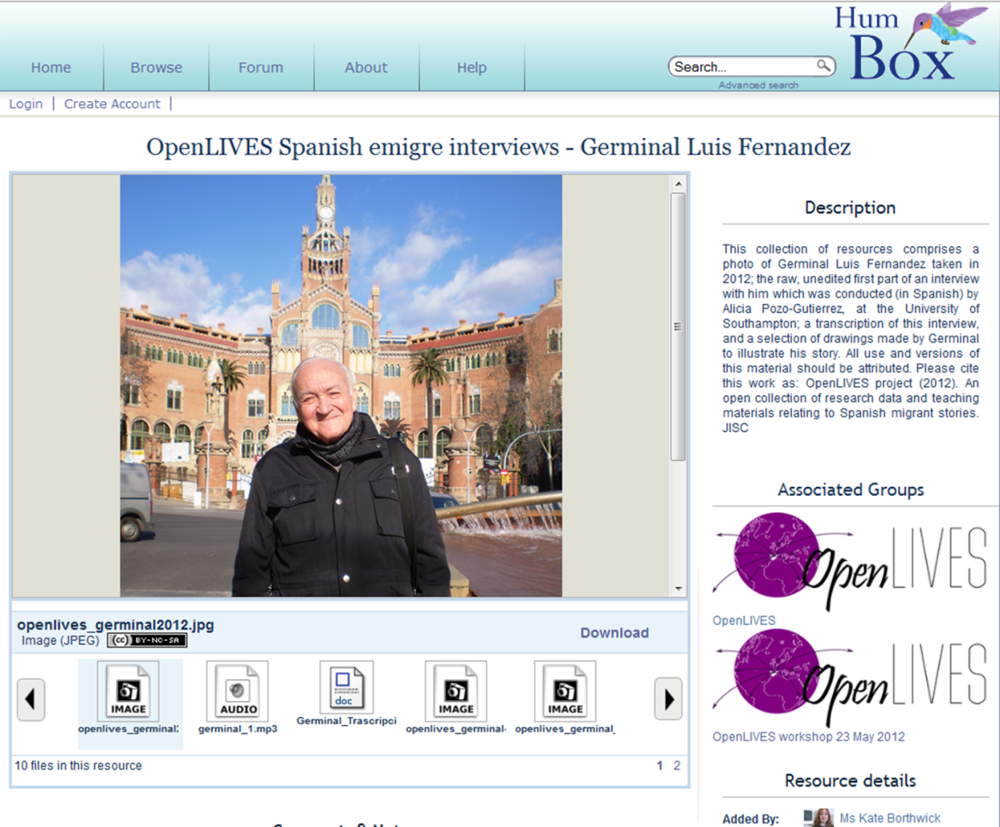 Hum
Box
Home
Browse
Forum
About
Help
Search...
Advanced search
Login
Create Account
OpenLIVES Spanish emigre interviews - Germinal Luis Fernandez
Description
This collection of resources comprises a
photo of Germinal Luis Fernandez taken in
2012; the raw, unedited first part of an interview
with him which was conducted (in Spanish) by
Alicia Pozo-Gutierrez, at the University of
Southampton; a transcription of this interview,
and a selection of drawings made by Germinal
to illustrate his story. All use and versions of
this material should be attributed. Please cite
this work as: OpenLIVES project (2012). An
open collection of research data and teaching
materials relating to Spanish migrant stories.
JISC
openlives_germinal2012.jpg
Image (JPEG)
cc BY-NC-SA
Download
IMAGE
openlives_germinal2
AUDIO
germinal_1.mp3
doc
Germinal_Trascripci
IMAGE
openlives_germinal-
IMAGE
openlives_germinal_
10 files in this resource
1 2
Associated Groups
OpenLIVES
OpenLIVES
OpenLIVES
OpenLIVES workshop 23 May 2012
Resource details
Added By:
Ms Kate Borthwick